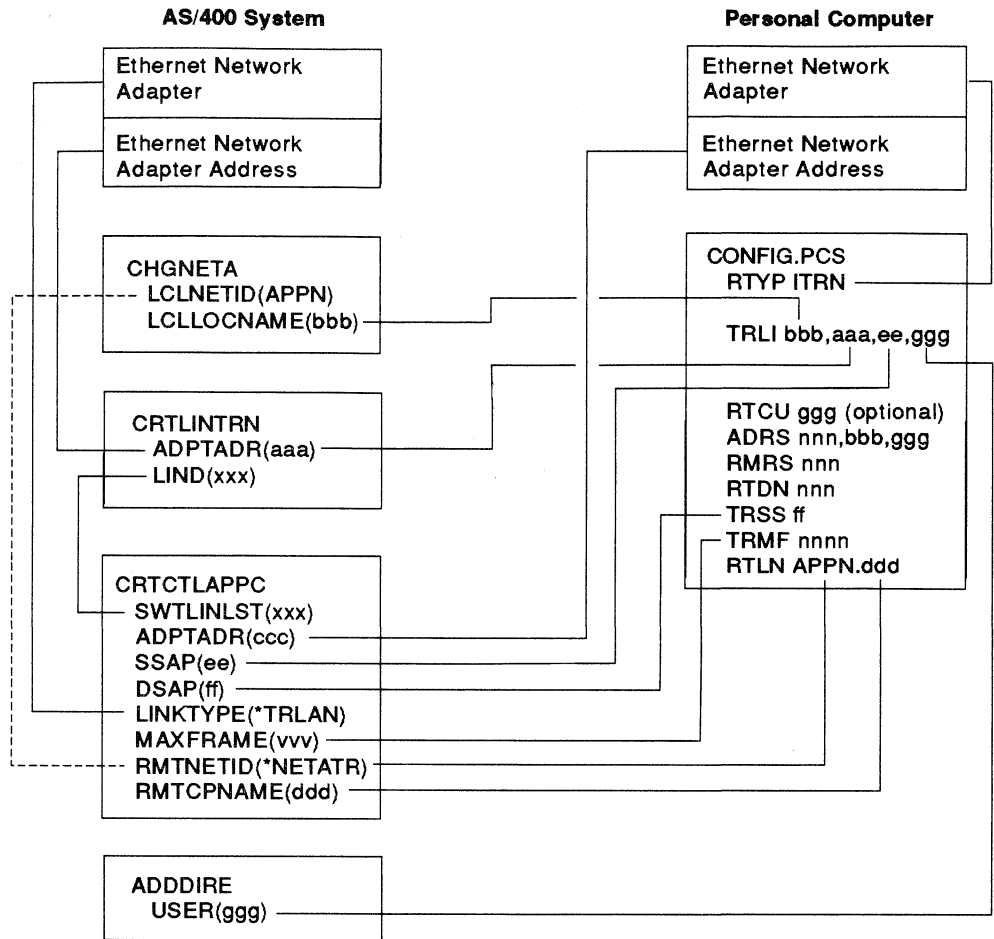 AS/400 System
Ethernet Network
Adapter
Ethernet Network
Adapter Address
CHGNETA
LCLNETID(APPN)
LCLLOCNAME(bbb)
CRTLINTRN
ADPTADR(aaa)
LIND(xxx)
CRTCTLAPPC
SWTLINLST(xxx)
ADPTADR(ccc)
SSAP(ee)
DSAP(ff)
LINKTYPE(*TRLAN)
MAXFRAME(vvv)
RMTNETID(*NETATR)
RMTCPNAME(ddd)
ADDDIRE
USER(ggg)
Personal Computer
Ethernet Network
Adapter
Ethernet Network
Adapter Address
CONFIG.PCS
RTYP ITRN
TRLI bbb,aaa,ee,ggg
RTCU ggg (optional)
ADRS nnn,bbb,ggg
RMRS nnn
RTDN nnn
TRSS ff
TRMF nnnn
RTLN APPN.ddd